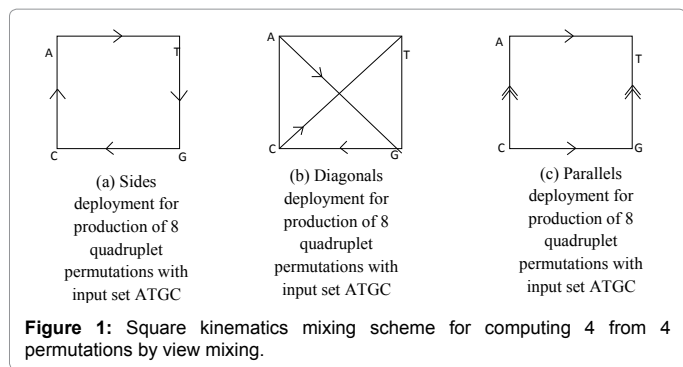 A
T
C
G
(a) Sides
deployment for
production of 8
quadruplet
permutations with
input set ATGC
A
T
C
G
(b) Diagonals
deployment for
production of 8
quadruplet
permutations with
input set ATGC
A
T
C
G
(c) Parallels
deployment for
production of 8
quadruplet
permutations with
input set ATGC
Figure 1: Square kinematics mixing scheme for computing 4 from 4
permutations by view mixing.